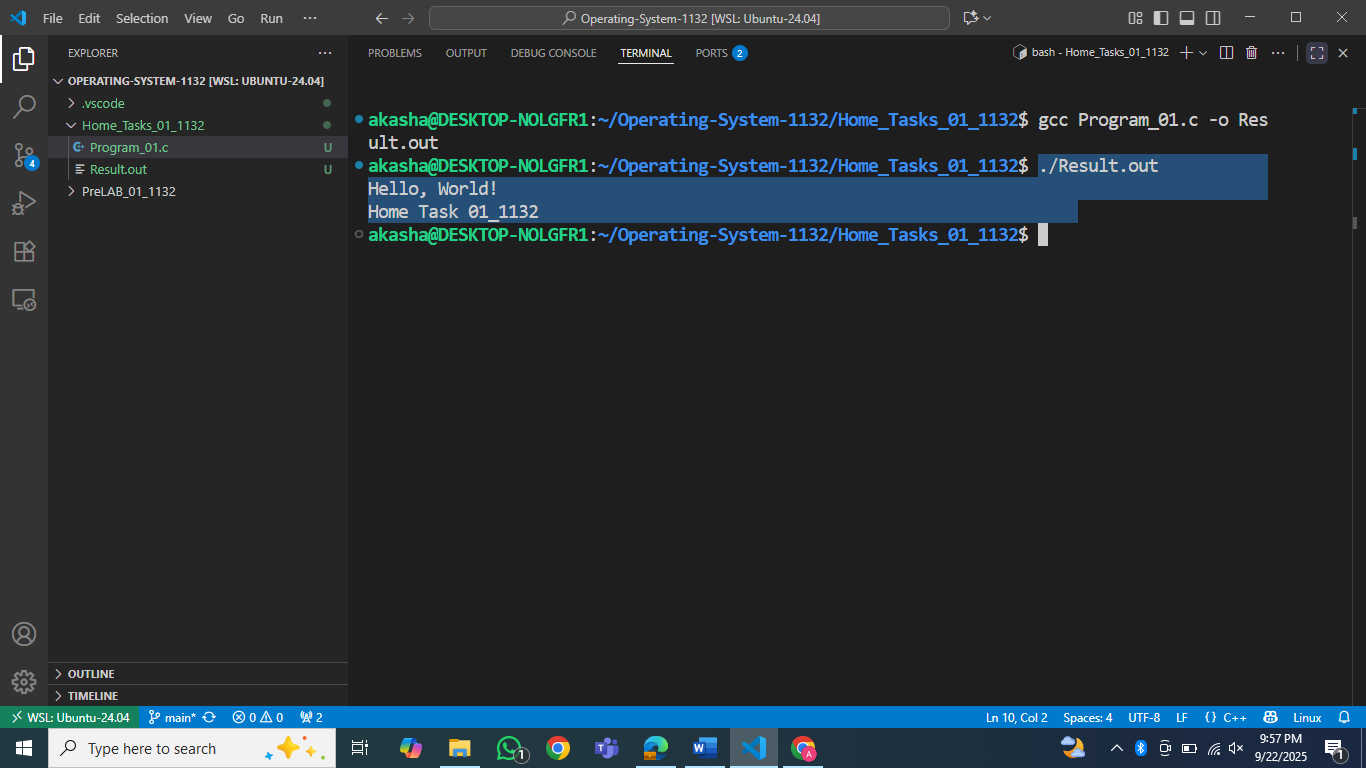 File Edit Selection View Go Run ···
Operating-System-1132 [WSL: Ubuntu-24.04]
EXPLORER ···
OPERATING-SYSTEM-1132 [WSL: UBUNTU-24.04]
.vscode
Home_Tasks_01_1132
Program_01.c U
Result.out U
PreLAB_01_1132
4
PROBLEMS OUTPUT DEBUG CONSOLE TERMINAL PORTS 2
bash - Home_Tasks_01_1132
akasha@DESKTOP-NOLGFR1:~/Operating-System-1132/Home_Tasks_01_1132$ gcc Program_01.c -o Res
ult.out
akasha@DESKTOP-NOLGFR1:~/Operating-System-1132/Home_Tasks_01_1132$ ./Result.out
Hello, World!
Home Task 01_1132
akasha@DESKTOP-NOLGFR1:~/Operating-System-1132/Home_Tasks_01_1132$
OUTLINE
TIMELINE
WSL: Ubuntu-24.04 main* 0 0 2 Ln 10, Col 2 Spaces: 4 UTF-8 LF {} C++ Linux
Type here to search 1 9:57 PM
9/22/2025 1